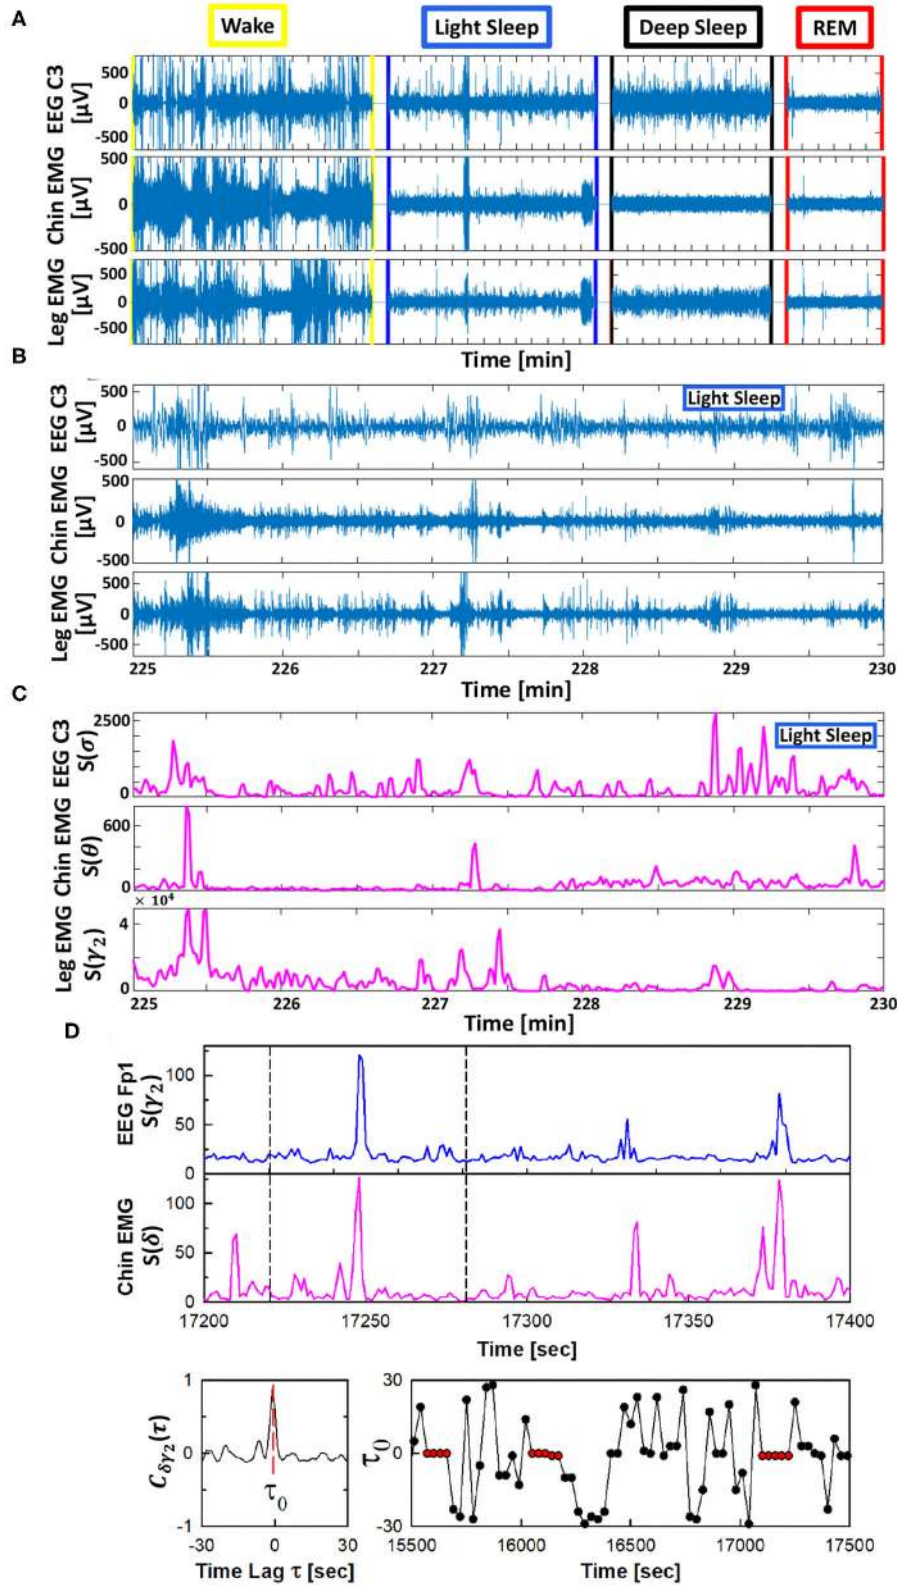 A
Wake
Light Sleep
Deep Sleep
REM
EEG C3
[µV]
500
0
-500
Chin EMG
[µV]
500
0
-500
Leg EMG
[µV]
500
0
-500
Time [min]
B
EEG C3
[µV]
500
0
-500
Light Sleep
Chin EMG
[µV]
500
0
-500
Leg EMG
[µV]
500
0
-500
225 226 227 228 229 230
Time [min]
C
EEG C3
S(σ)
2500
0
Light Sleep
Chin EMG
S(θ)
600
0
× 10⁴
Leg EMG
S(γ₂)
4
0
225 226 227 228 229 230
Time [min]
D
EEG Fp1
S(γ₂)
100
50
0
Chin EMG
S(δ)
100
50
0
17200 17250 17300 17350 17400
Time [sec]
C_δγ₂(τ)
1
0
-1
τ₀
-30 0 30
Time Lag τ [sec]
τ₀
30
0
-30
15500 16000 16500 17000 17500
Time [sec]